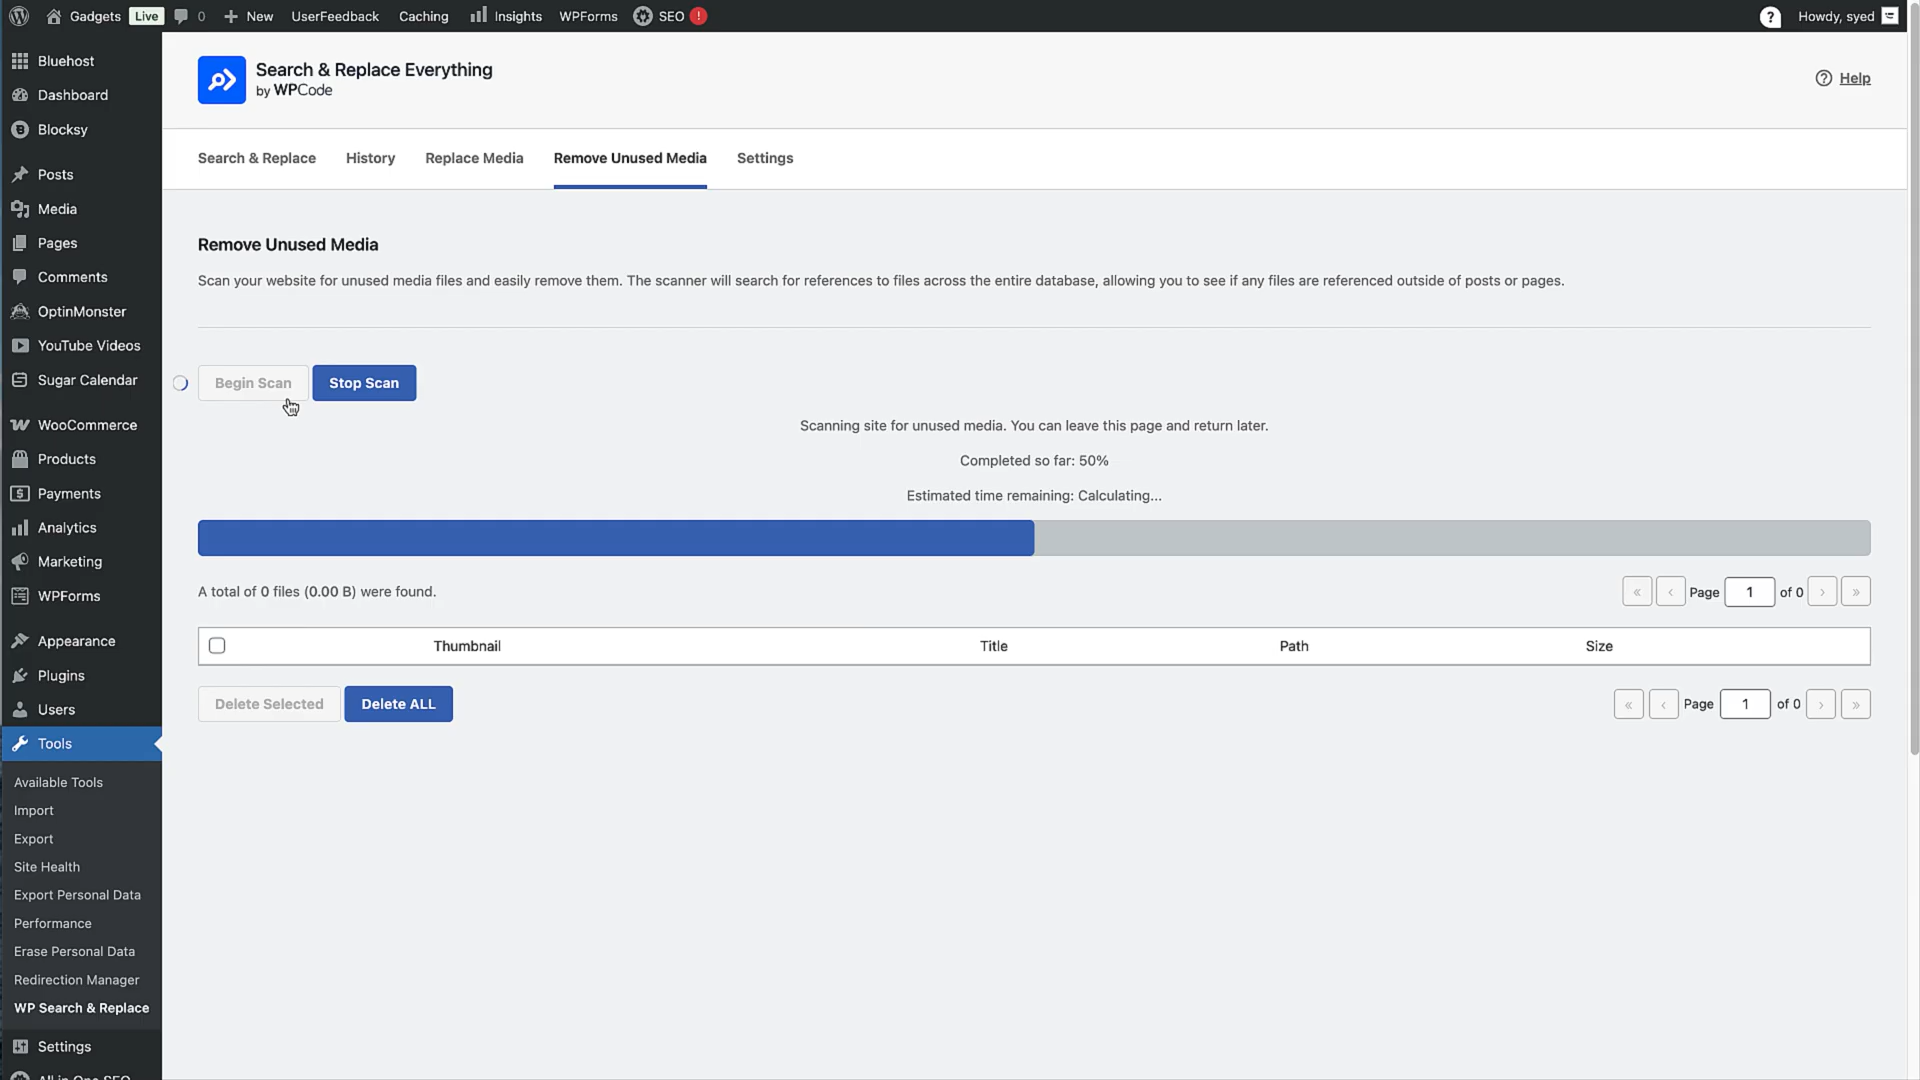 Gadgets Live 0 New UserFeedback Caching Insights WPForms SEO ! ? Howdy, syed
Bluehost
Dashboard
Blocksy
Posts
Media
Pages
Comments
OptinMonster
YouTube Videos
Sugar Calendar
WooCommerce
Products
Payments
Analytics
Marketing
WPForms
Appearance
Plugins
Users
Tools
Available Tools
Import
Export
Site Health
Export Personal Data
Performance
Erase Personal Data
Redirection Manager
WP Search & Replace
Settings
All in One SEO
Search & Replace Everything
by WPCode
? Help
Search & Replace History Replace Media Remove Unused Media Settings
Remove Unused Media
Scan your website for unused media files and easily remove them. The scanner will search for references to files across the entire database, allowing you to see if any files are referenced outside of posts or pages.
Begin Scan Stop Scan
Scanning site for unused media. You can leave this page and return later.
Completed so far: 50%
Estimated time remaining: Calculating...
A total of 0 files (0.00 B) were found. « ‹ Page 1 of 0 › »
Thumbnail Title Path Size
Delete Selected Delete ALL « ‹ Page 1 of 0 › »